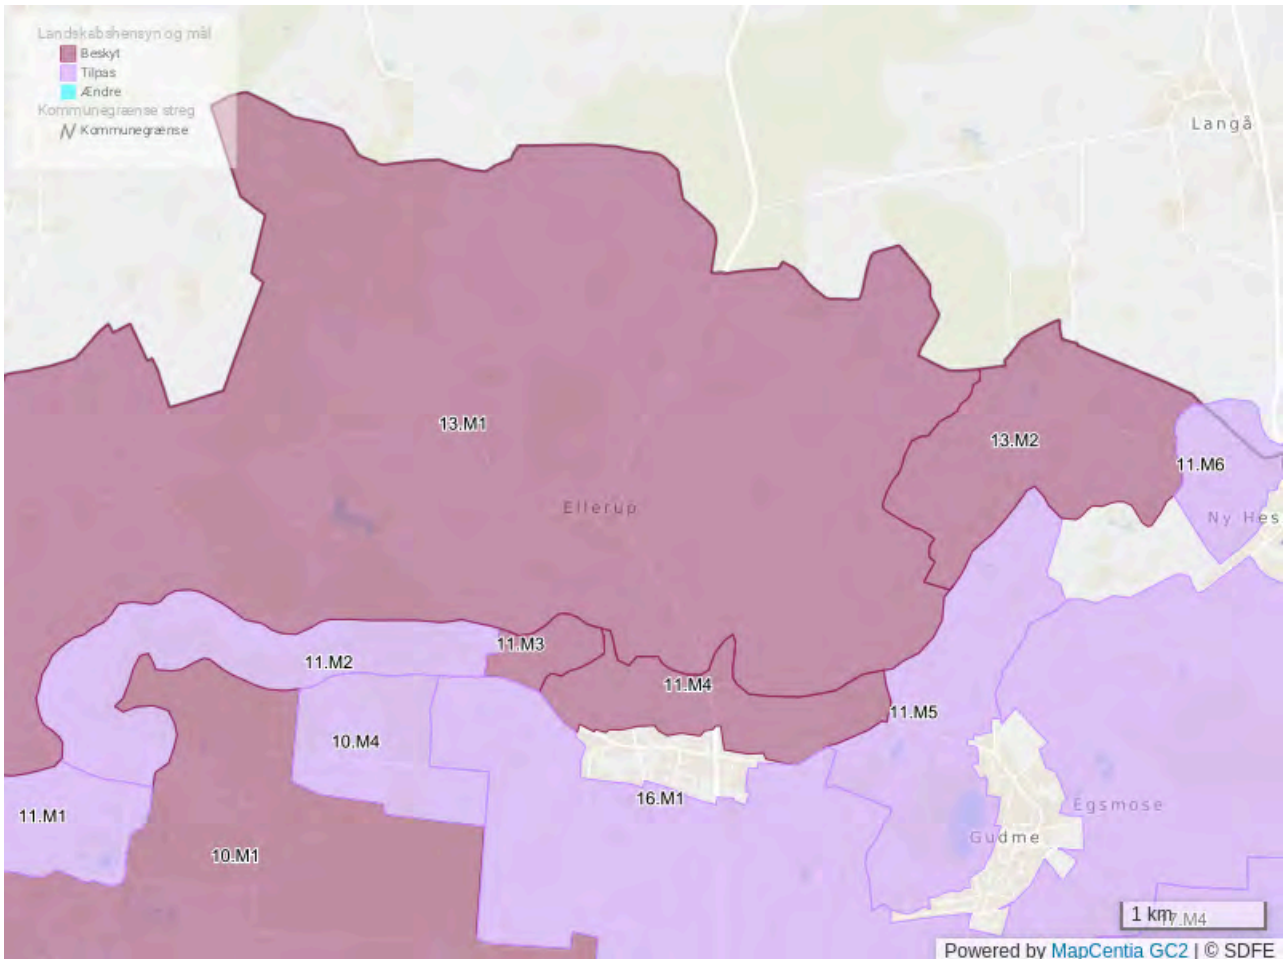 Landskabshensyn og mål
Beskyt
Tilpas
Ændre
Kommunegrænse streg
Kommunegrænse
Langå
13.M1
13.M2
11.M6
Ellerup
Ny Hes
11.M3
11.M2
11.M4
11.M5
10.M4
16.M1
Egsmose
11.M1
Gudme
10.M1
1 km
17.M4
Powered by MapCentia GC2 | © SDFE